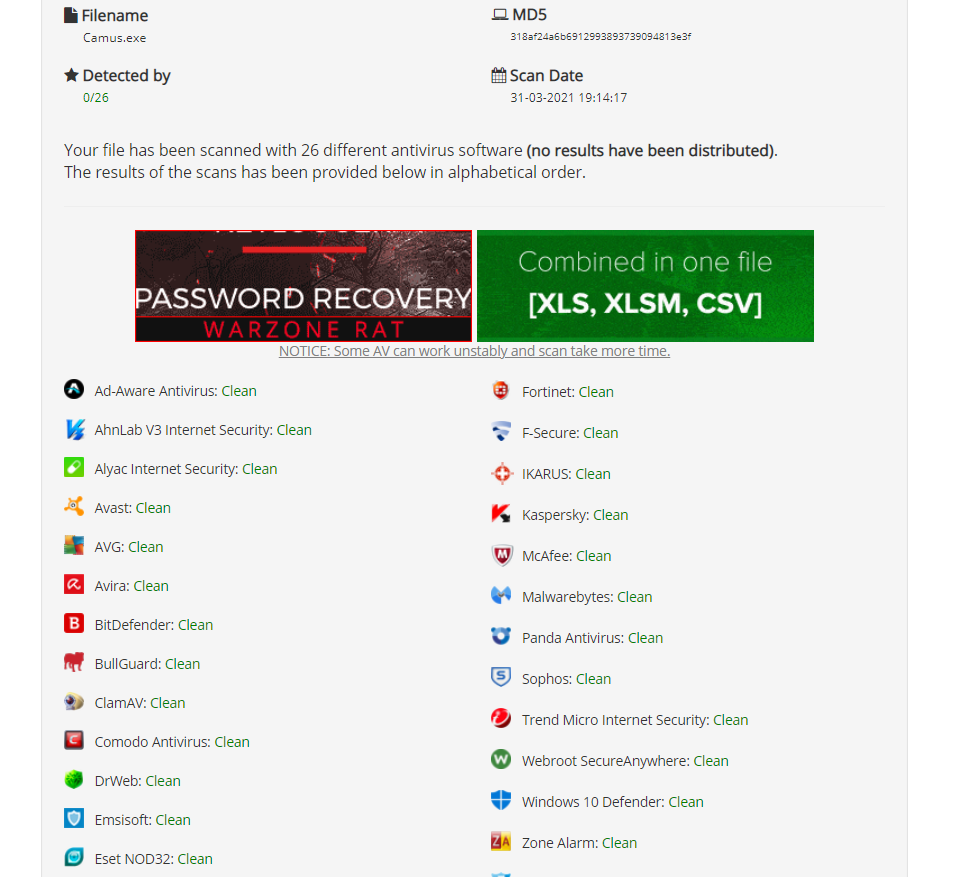 Filename
Camus.exe
MD5
318af24a6b6912993893739094813e3f
Detected by
0/26
Scan Date
31-03-2021 19:14:17
Your file has been scanned with 26 different antivirus software (no results have been distributed).
The results of the scans has been provided below in alphabetical order.
PASSWORD RECOVERY
WARZONE RAT
Combined in one file
[XLS, XLSM, CSV]
NOTICE: Some AV can work unstably and scan take more time.
Ad-Aware Antivirus: Clean
AhnLab V3 Internet Security: Clean
Alyac Internet Security: Clean
Avast: Clean
AVG: Clean
Avira: Clean
BitDefender: Clean
BullGuard: Clean
ClamAV: Clean
Comodo Antivirus: Clean
DrWeb: Clean
Emsisoft: Clean
Eset NOD32: Clean
Fortinet: Clean
F-Secure: Clean
IKARUS: Clean
Kaspersky: Clean
McAfee: Clean
Malwarebytes: Clean
Panda Antivirus: Clean
Sophos: Clean
Trend Micro Internet Security: Clean
Webroot SecureAnywhere: Clean
Windows 10 Defender: Clean
Zone Alarm: Clean